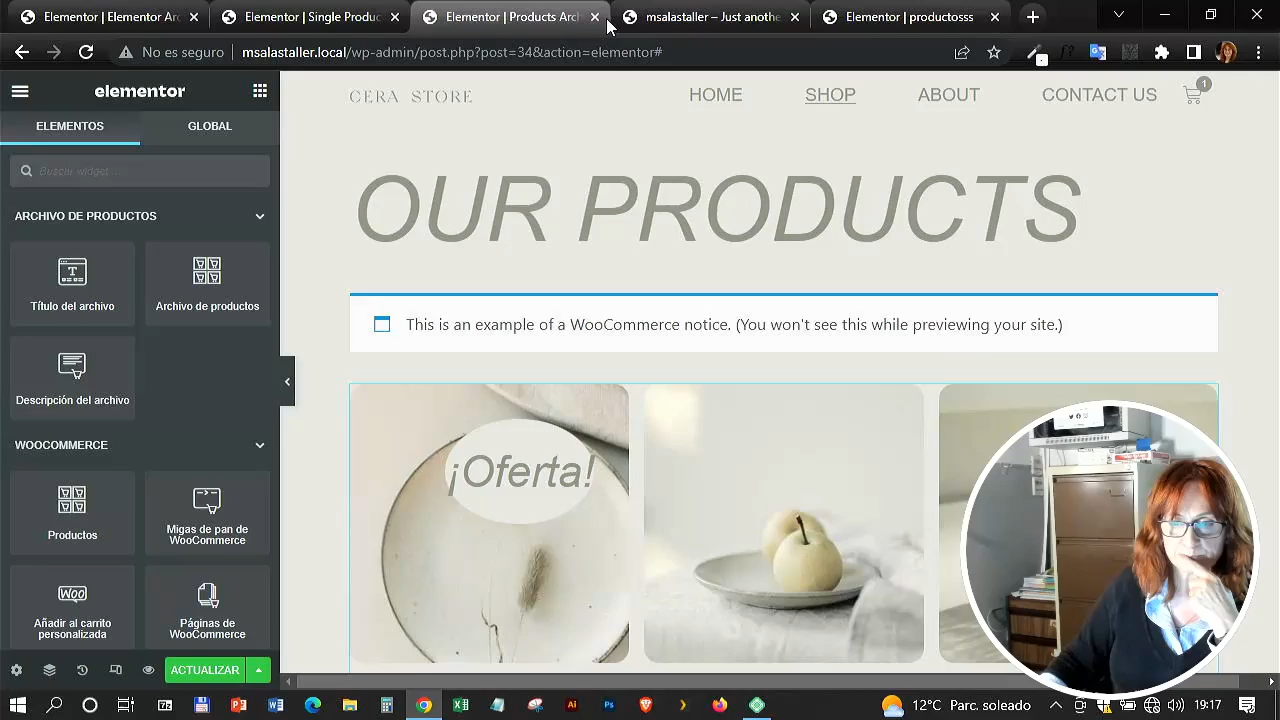 Elementor | Elementor Arc
Elementor | Single Produc
Elementor | Products Arch
msalastaller – Just anothe
Elementor | productosss
No es seguro
msalastaller.local/wp-admin/post.php?post=34&action=elementor#
elementor
ELEMENTOS
GLOBAL
Buscar widget...
ARCHIVO DE PRODUCTOS
Título del archivo
Archivo de productos
Descripción del archivo
WOOCOMMERCE
Productos
Migas de pan de
WooCommerce
Añadir al carrito
personalizada
Páginas de
WooCommerce
ACTUALIZAR
CERA STORE
HOME
SHOP
ABOUT
CONTACT US
1
OUR PRODUCTS
This is an example of a WooCommerce notice. (You won't see this while previewing your site.)
¡Oferta!
12°C Parc. soleado
19:17